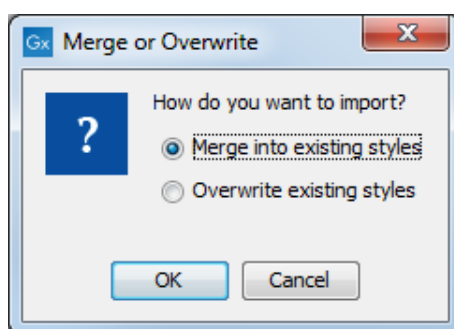 Gx Merge or Overwrite
X
?
How do you want to import?
Merge into existing styles
Overwrite existing styles
OK
Cancel